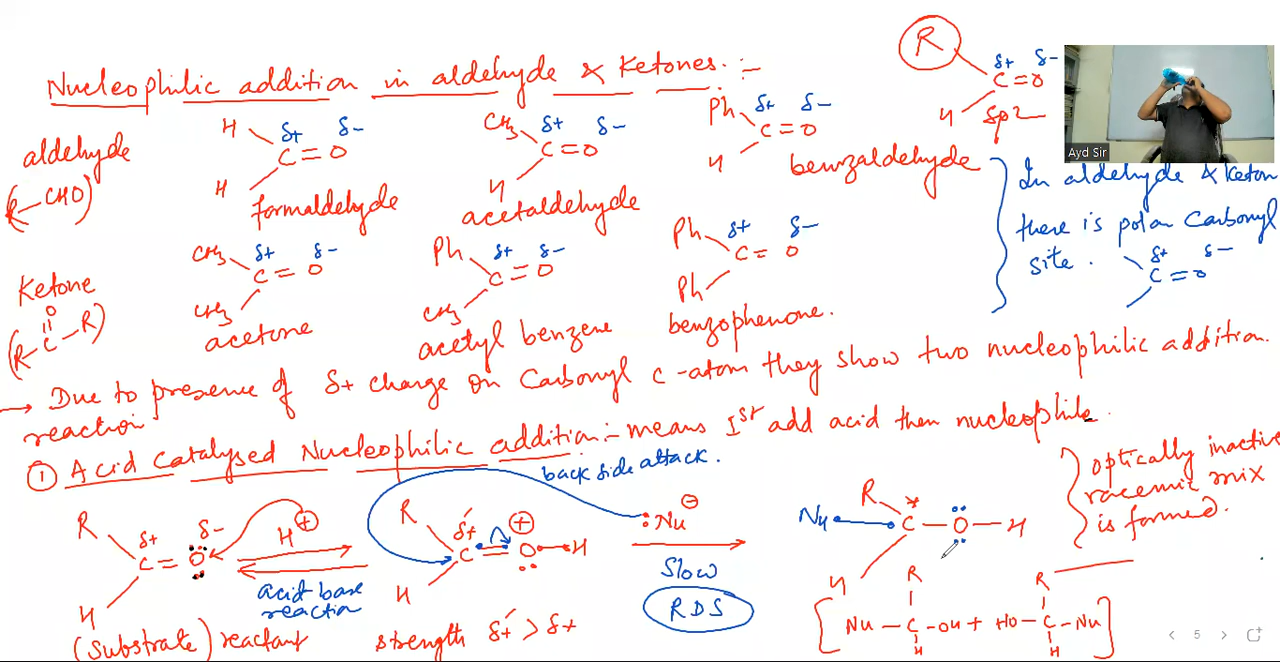 Nucleophilic addition in aldehyde & Ketones. :-
R
δ+ δ-
C=O
H
sp2
Ayd Sir
aldehyde
(R-CHO)
H δ+ δ-
C=O
H
formaldehyde
CH3 δ+ δ-
C=O
H
acetaldehyde
Ph δ+ δ-
C=O
H
benzaldehyde
In aldehyde & Keton
there is polar Carbonyl
site.
δ+ δ-
C=O
Ketone
O
(R-C-R)
CH3 δ+ δ-
C=O
CH3
acetone
Ph δ+ δ-
C=O
CH3
acetyl benzene
Ph δ+ δ-
C=O
Ph
benzophenone.
→ Due to presence of δ+ charge on Carbonyl C-atom they show two nucleophilic addition.
reaction.
① Acid Catalysed Nucleophilic addition:- means Ist add acid then nucleophile.
back side attack.
R δ+ δ-
C=O
H
(Substrate) reactant
H⊕
acid base
reaction
R δ+́ ⊕
C=O-H
H
strength δ+́ > δ+
:Nu⊖
Slow
RDS
R *
Nu-C-O-H
H
optically inactive
racemic mix
is formed.
R R
[Nu-C-OH + HO-C-Nu]
H H
< 5 >